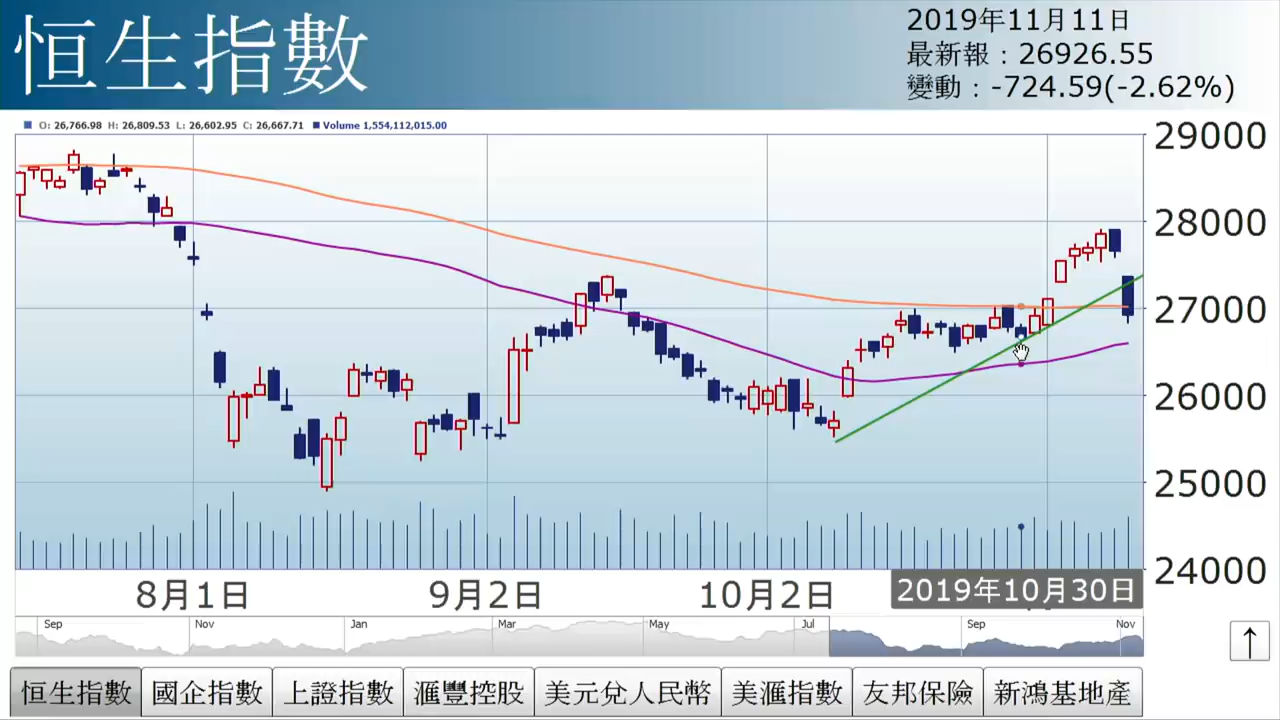 恒生指數
2019年11月11日
最新報：26926.55
變動：-724.59(-2.62%)
O: 26,766.98 H: 26,809.53 L: 26,602.95 C: 26,667.71 Volume 1,554,112,015.00
29000
28000
27000
26000
25000
24000
8月1日 9月2日 10月2日 2019年10月30日
Sep Nov Jan Mar May Jul Sep Nov
↑
恒生指數 國企指數 上證指數 滙豐控股 美元兌人民幣 美滙指數 友邦保險 新鴻基地產